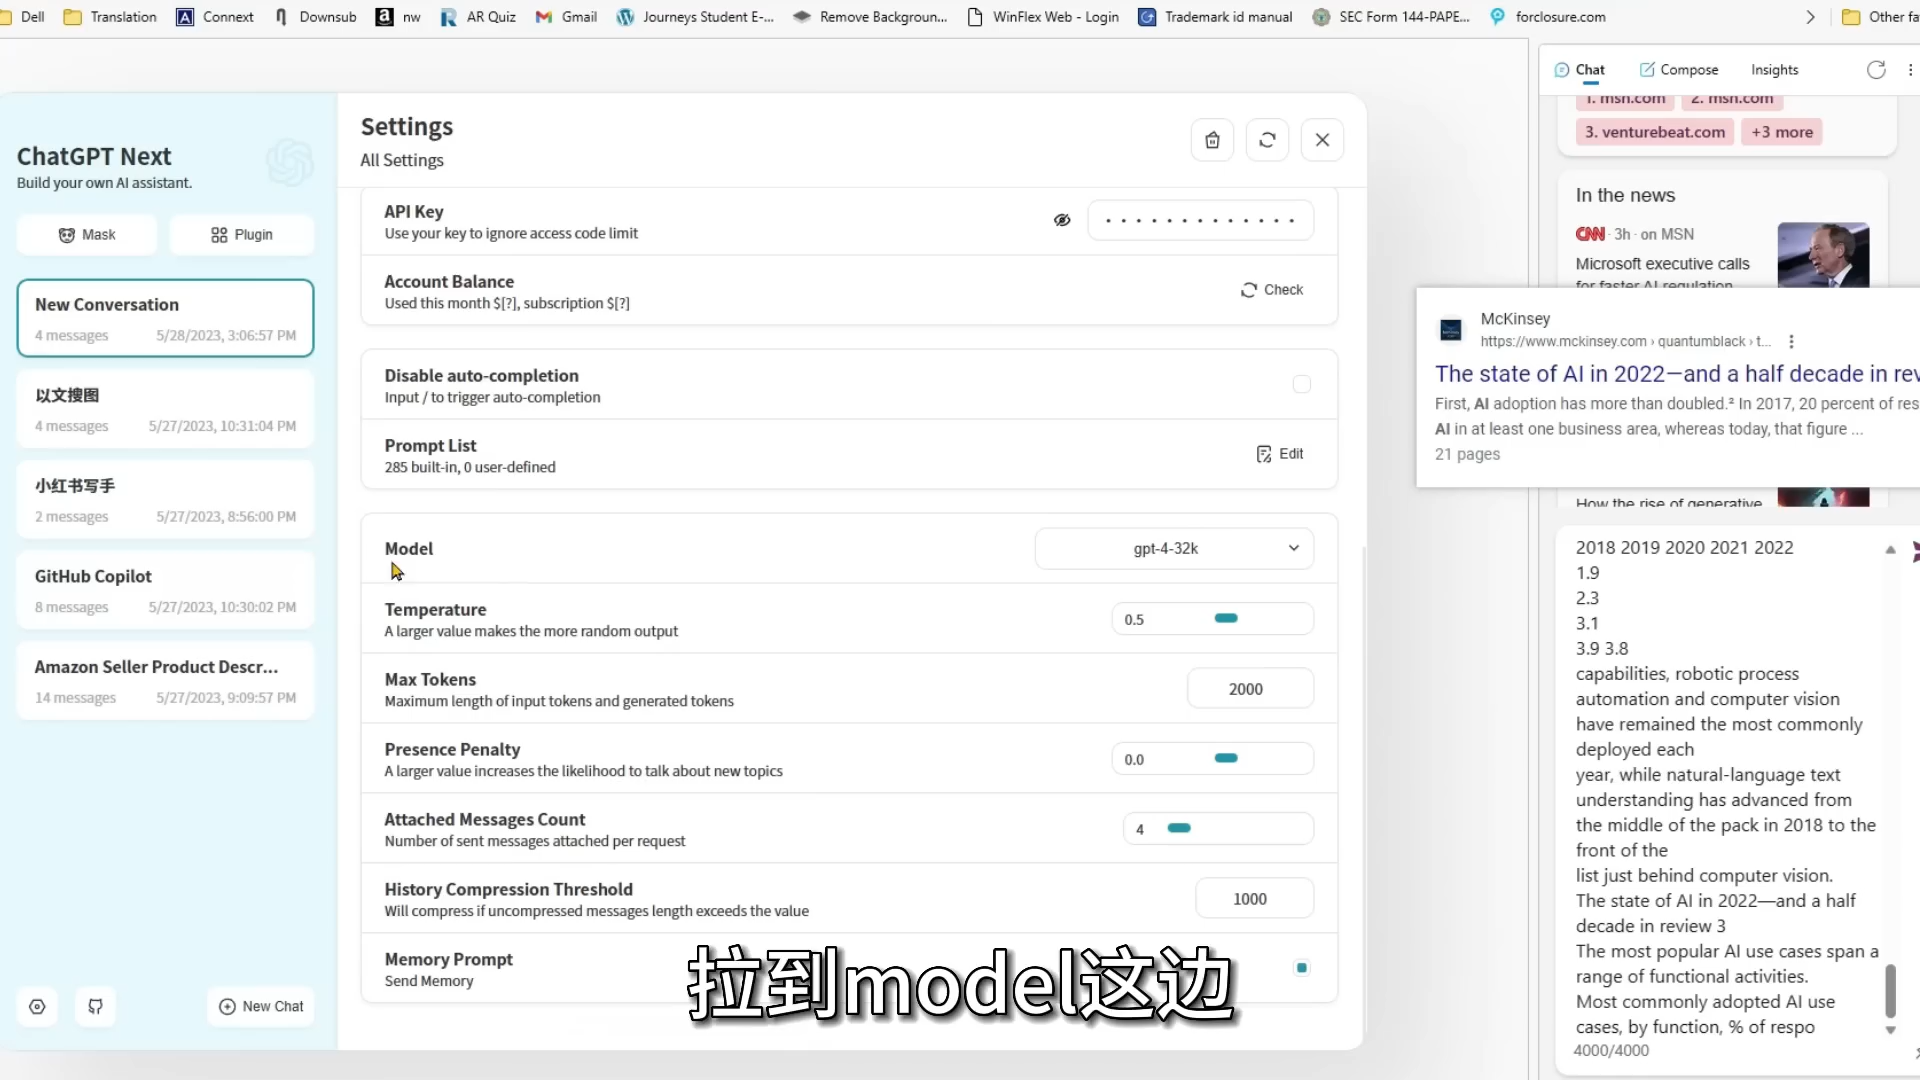 Dell
Translation
Connect
Downsub
nw
AR Quiz
Gmail
Journeys Student E-...
Remove Backgroun...
WinFlex Web - Login
Trademark id manual
SEC Form 144-PAPE...
forclosure.com
Other fa
ChatGPT Next
Build your own AI assistant.
Mask
Plugin
New Conversation
4 messages
5/28/2023, 3:06:57 PM
以文搜图
4 messages
5/27/2023, 10:31:04 PM
小红书写手
2 messages
5/27/2023, 8:56:00 PM
GitHub Copilot
8 messages
5/27/2023, 10:30:02 PM
Amazon Seller Product Descr...
14 messages
5/27/2023, 9:09:57 PM
New Chat
Settings
All Settings
API Key
Use your key to ignore access code limit
Account Balance
Used this month $[?], subscription $[?]
Check
Disable auto-completion
Input / to trigger auto-completion
Prompt List
285 built-in, 0 user-defined
Edit
Model
gpt-4-32k
Temperature
A larger value makes the more random output
0.5
Max Tokens
Maximum length of input tokens and generated tokens
2000
Presence Penalty
A larger value increases the likelihood to talk about new topics
0.0
Attached Messages Count
Number of sent messages attached per request
4
History Compression Threshold
Will compress if uncompressed messages length exceeds the value
1000
Memory Prompt
Send Memory
拉到model这边
Chat
Compose
Insights
1. msn.com
2. msn.com
3. venturebeat.com
+3 more
In the news
CNN · 3h · on MSN
Microsoft executive calls
for faster AI regulation
McKinsey
https://www.mckinsey.com › quantumblack › t...
The state of AI in 2022—and a half decade in rev
First, AI adoption has more than doubled.² In 2017, 20 percent of res
AI in at least one business area, whereas today, that figure ...
21 pages
How the rise of generative
2018 2019 2020 2021 2022
1.9
2.3
3.1
3.9 3.8
capabilities, robotic process
automation and computer vision
have remained the most commonly
deployed each
year, while natural-language text
understanding has advanced from
the middle of the pack in 2018 to the
front of the
list just behind computer vision.
The state of AI in 2022—and a half
decade in review 3
The most popular AI use cases span a
range of functional activities.
Most commonly adopted AI use
cases, by function, % of respo
4000/4000